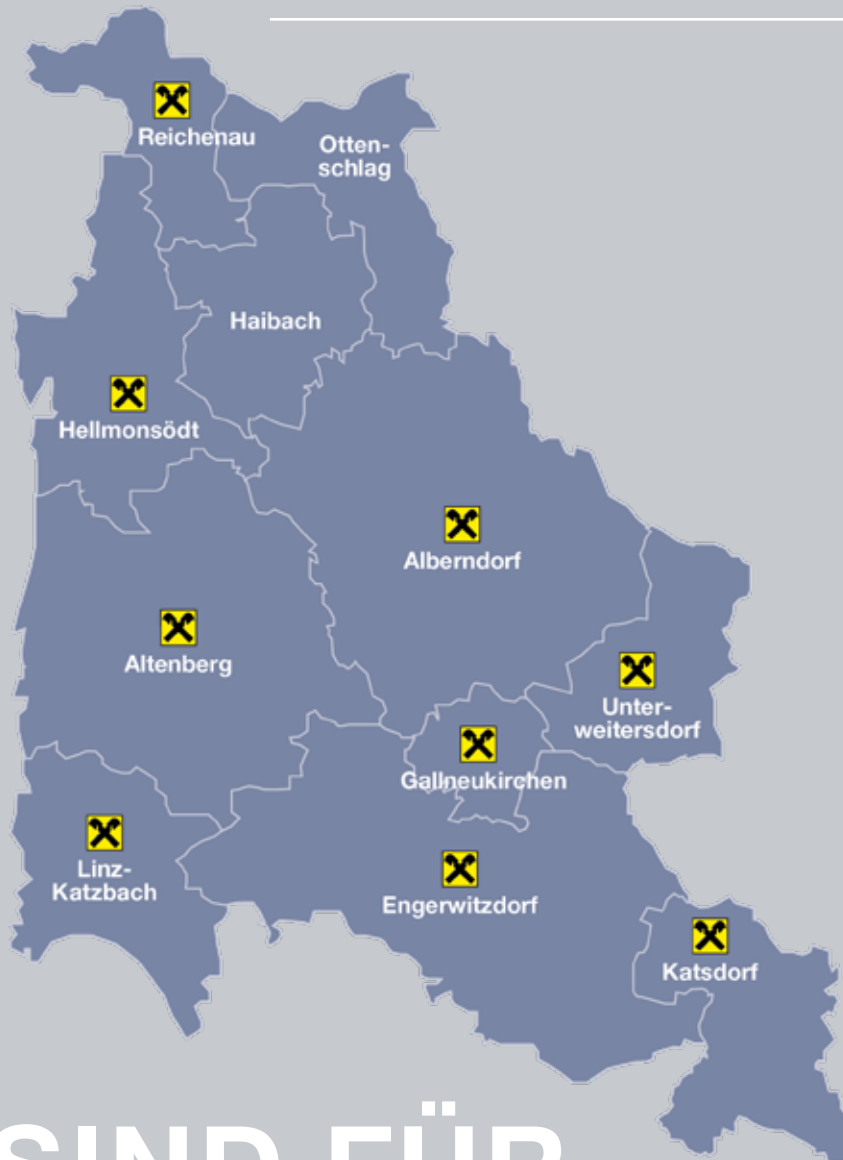 Reichenau
Otten-
schlag
Haibach
Hellmonsödt
Alberndorf
Altenberg
Unter-
weitersdorf
Gallneukirchen
Linz-
Katzbach
Engerwitzdorf
Katsdorf
SIND FÜR